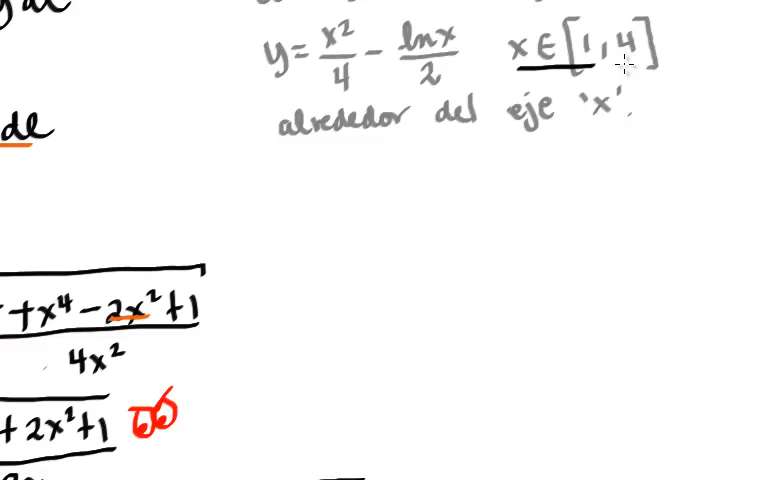 y = x²/4 - lnx/2 x ∈ [1, 4]
alrededor del eje 'x'.
de
+ x⁴ - 2x² + 1
4x²
+ 2x² + 1